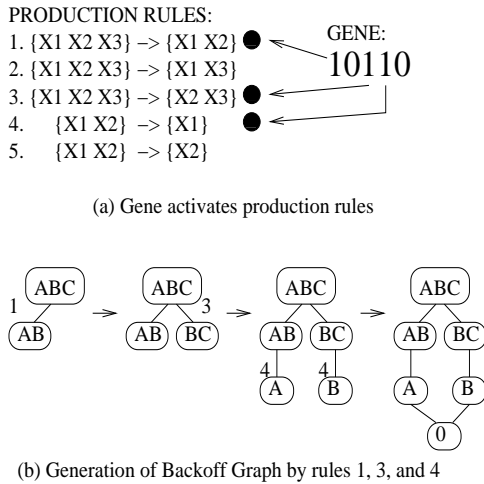 PRODUCTION RULES:
GENE:
10110
1. {X1 X2 X3} −> {X1 X2}
2. {X1 X2 X3} −> {X1 X3}
3. {X1 X2 X3} −> {X2 X3}
4. {X1 X2} −> {X1}
5. {X1 X2} −> {X2}
(a) Gene activates production rules
ABC ABC ABC ABC
1 3
AB AB BC AB BC AB BC
4 4
A B A B
0
(b) Generation of Backoff Graph by rules 1, 3, and 4